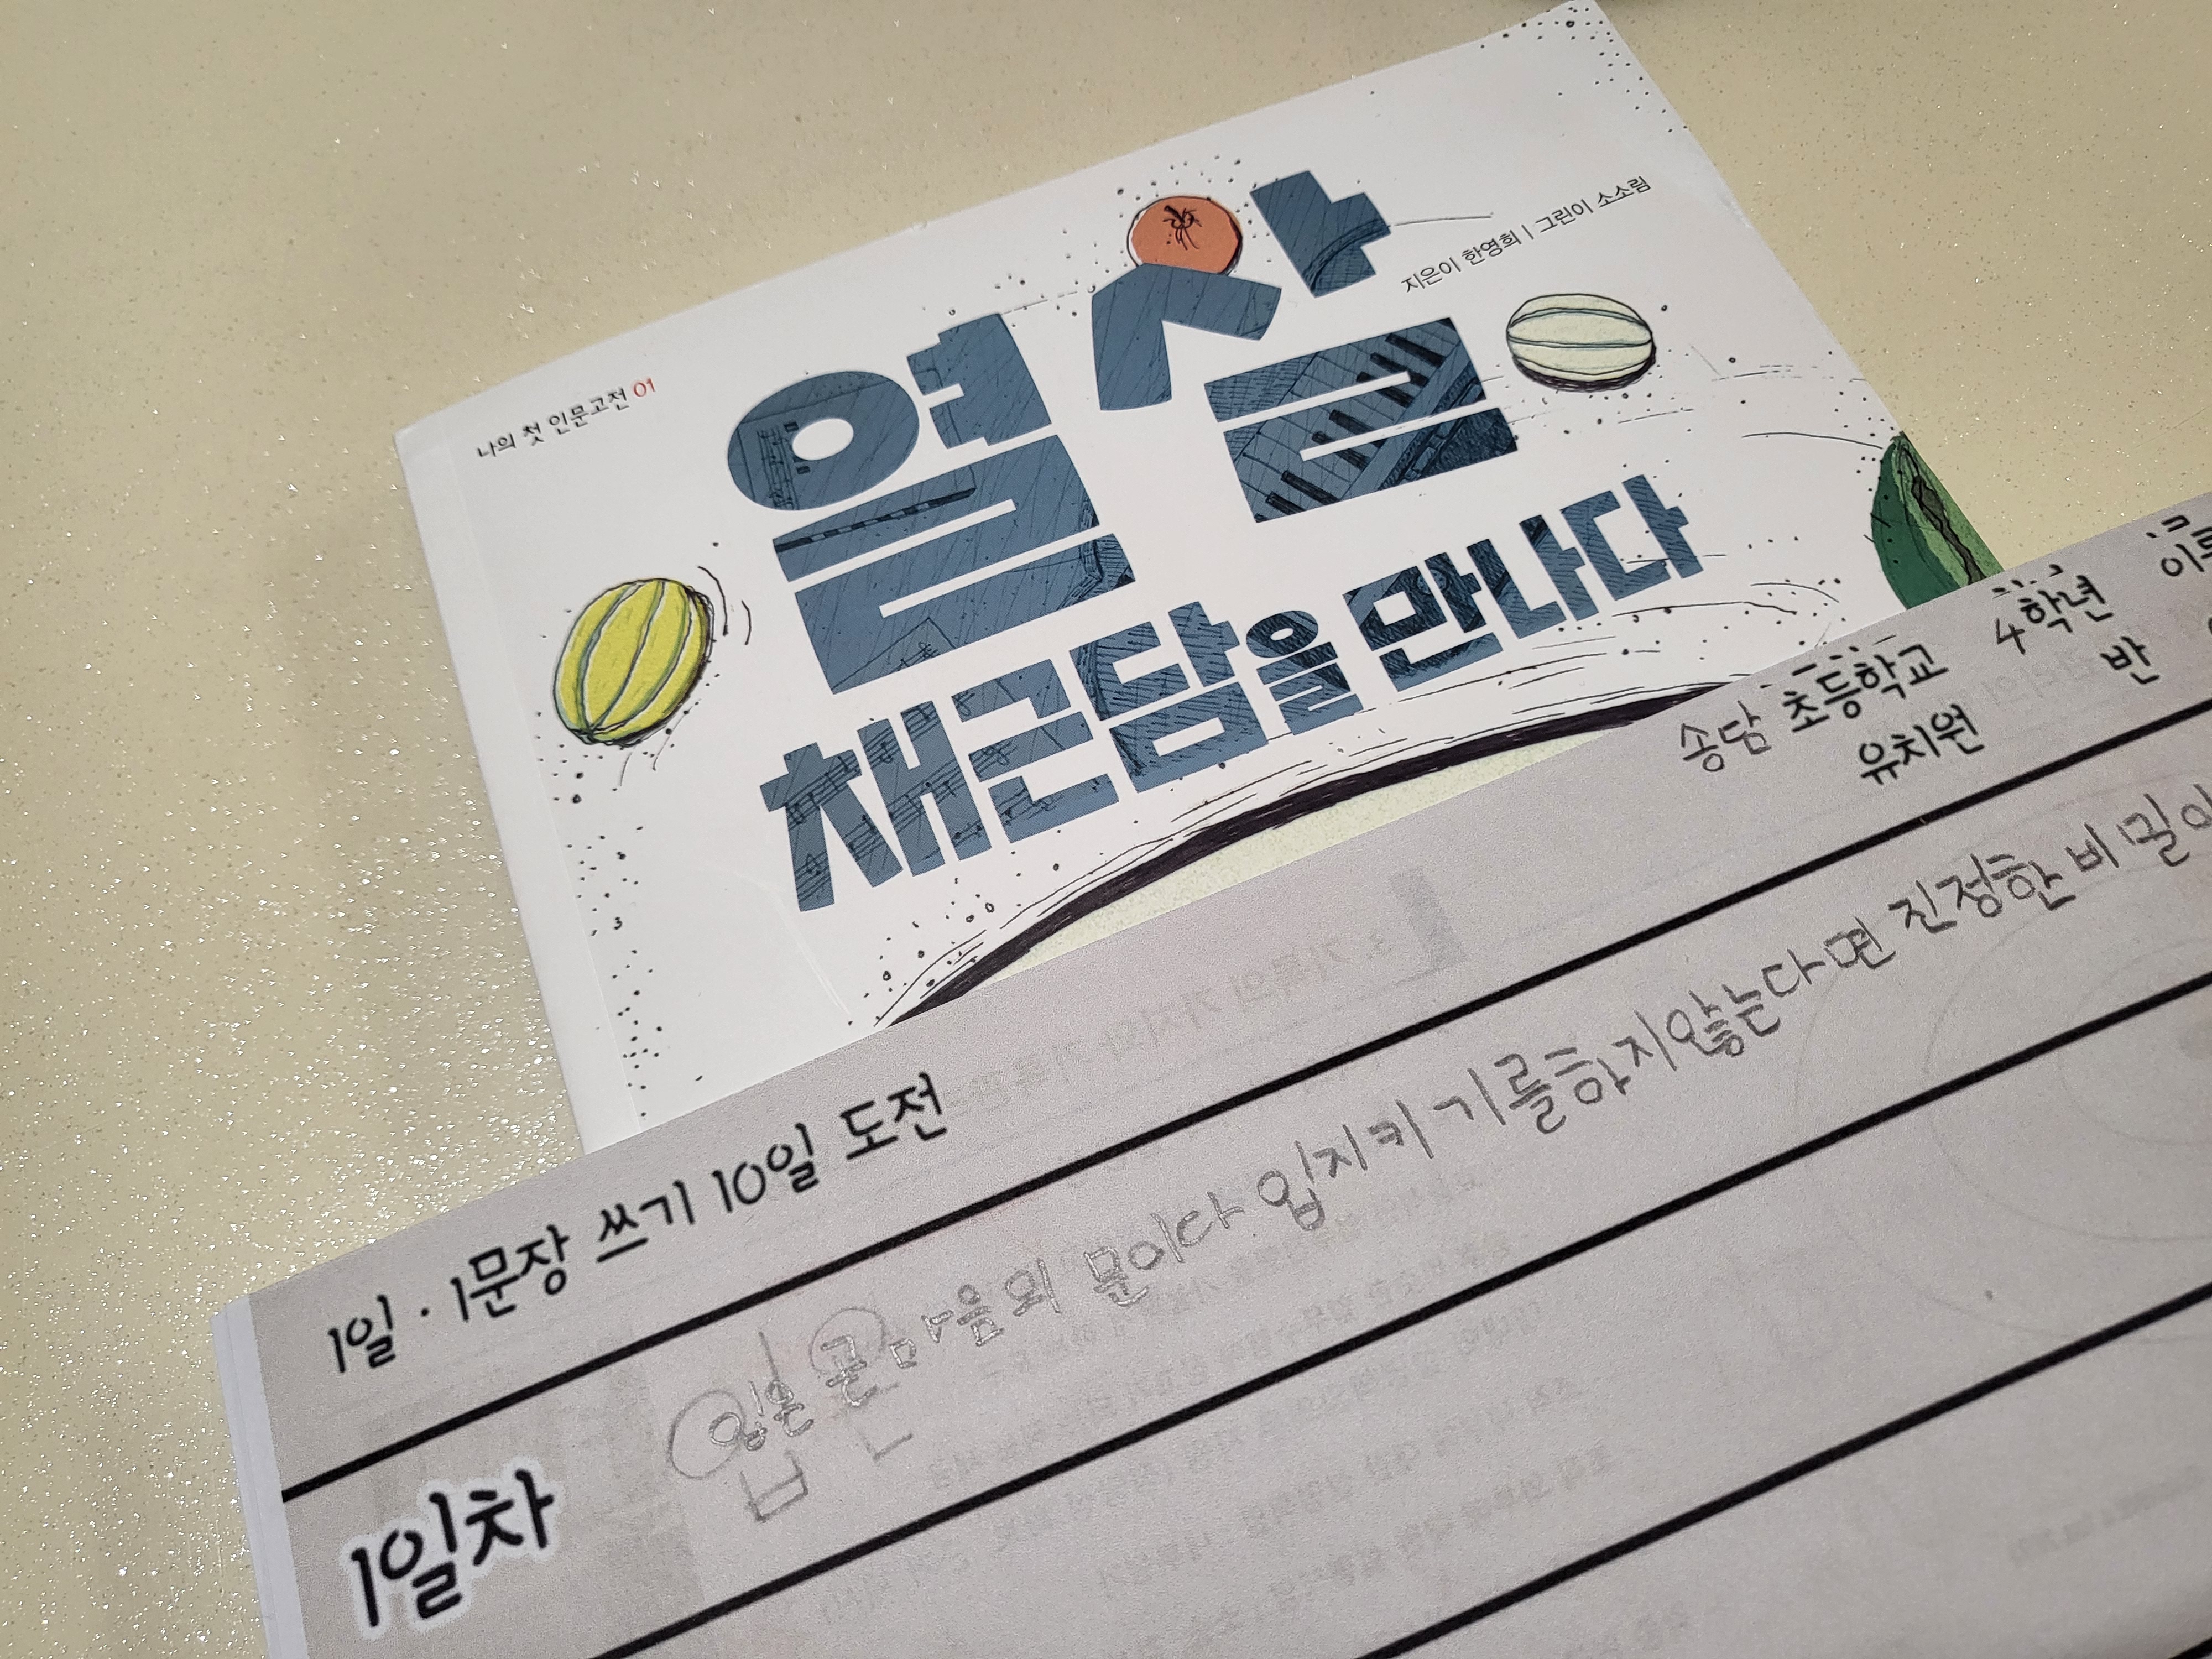 나의 첫 인문고전 01
지은이 한영희 | 그린이 소소림
열 살
채근담을 만나다
송담 초등학교 4학년
유치원 반
1일 · 1문장 쓰기 10일 도전
1일차
입은 곧 마음의 문이다 입지키기를하지않는다면 진정한 비밀
입 곧